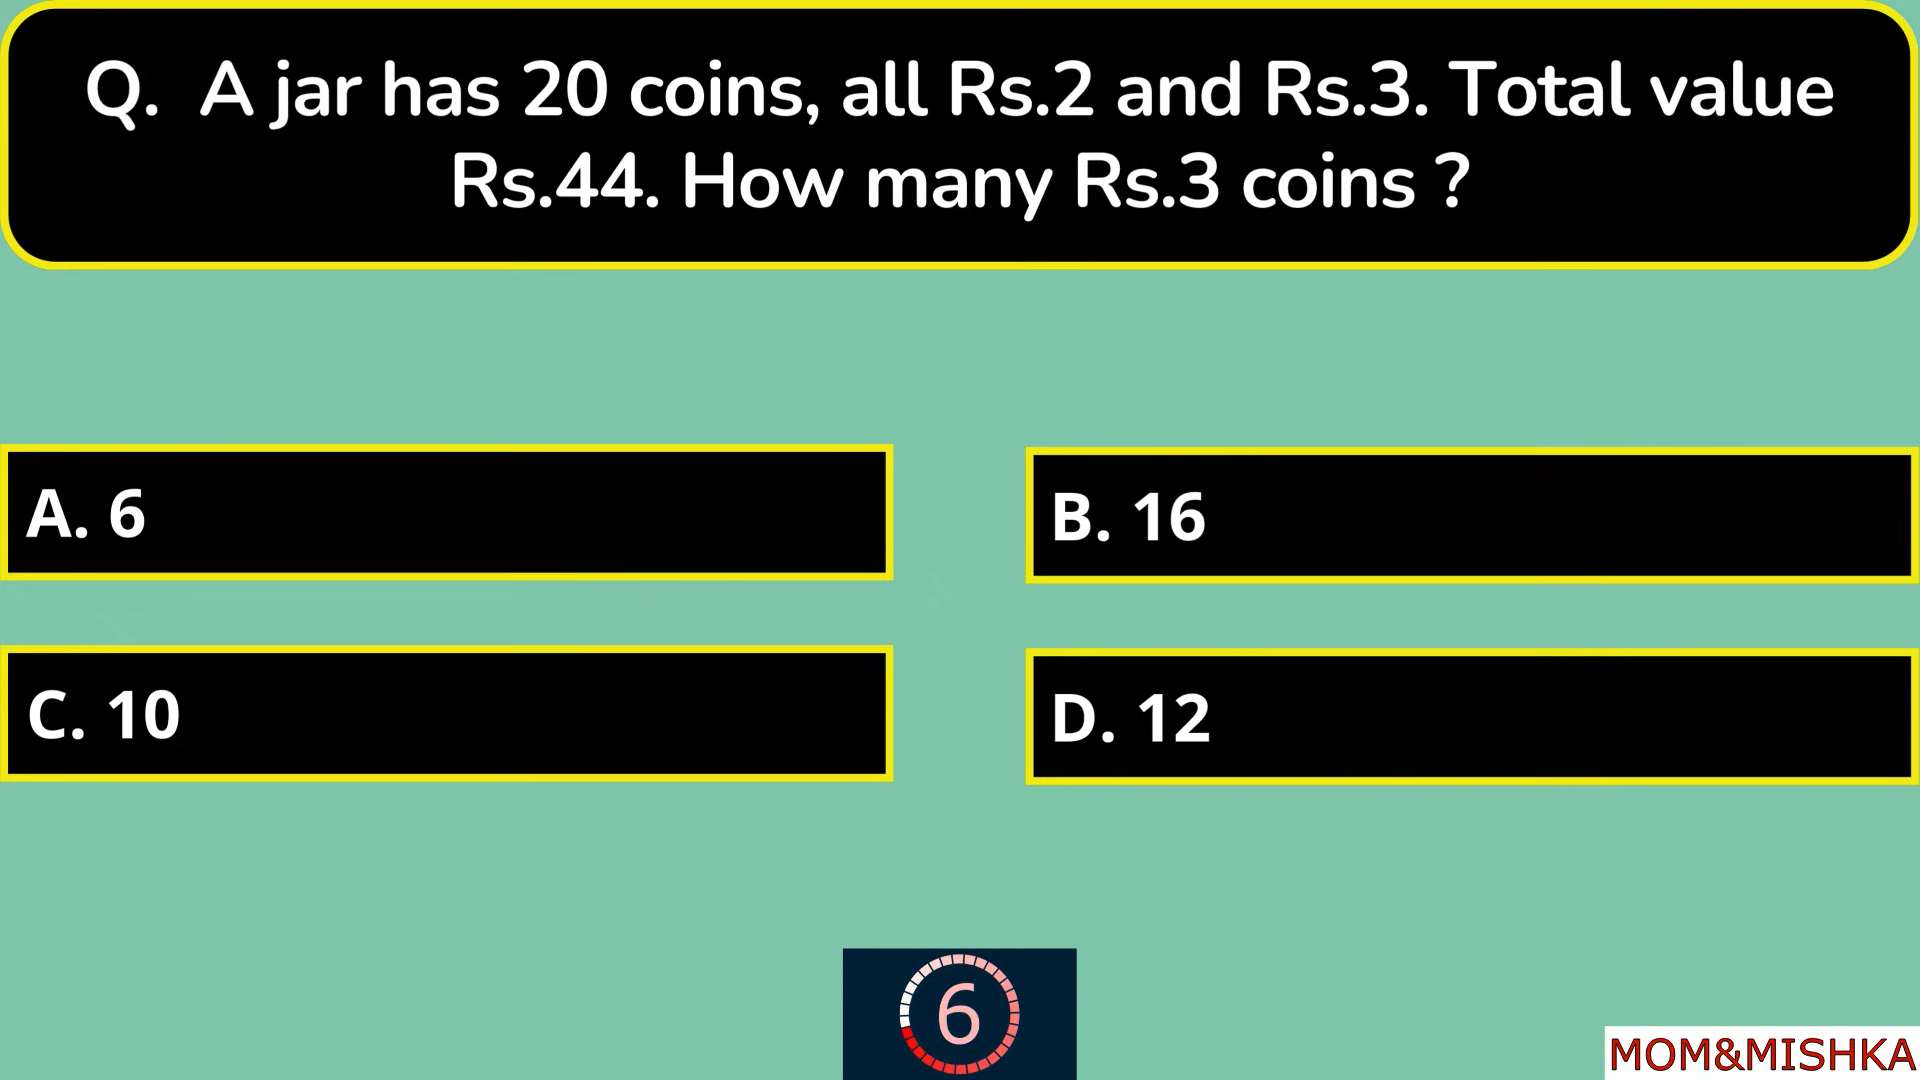 Q. A jar has 20 coins, all Rs.2 and Rs.3. Total value
Rs.44. How many Rs.3 coins ?
A. 6
B. 16
C. 10
D. 12
6
MOM&MISHKA